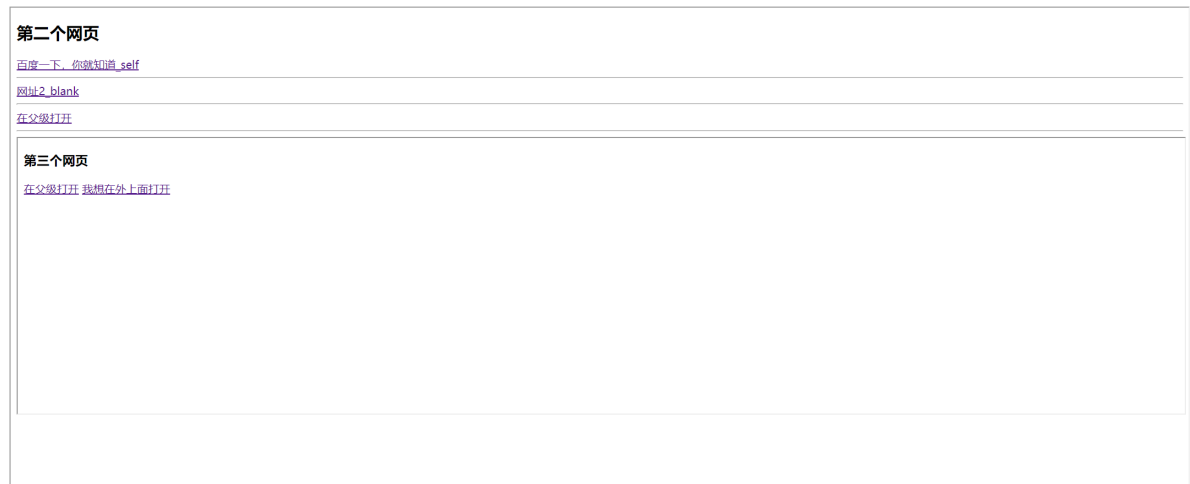 第二个网页
百度一下，你就知道_self
网址2_blank
在父级打开
第三个网页
在父级打开 我想在外上面打开